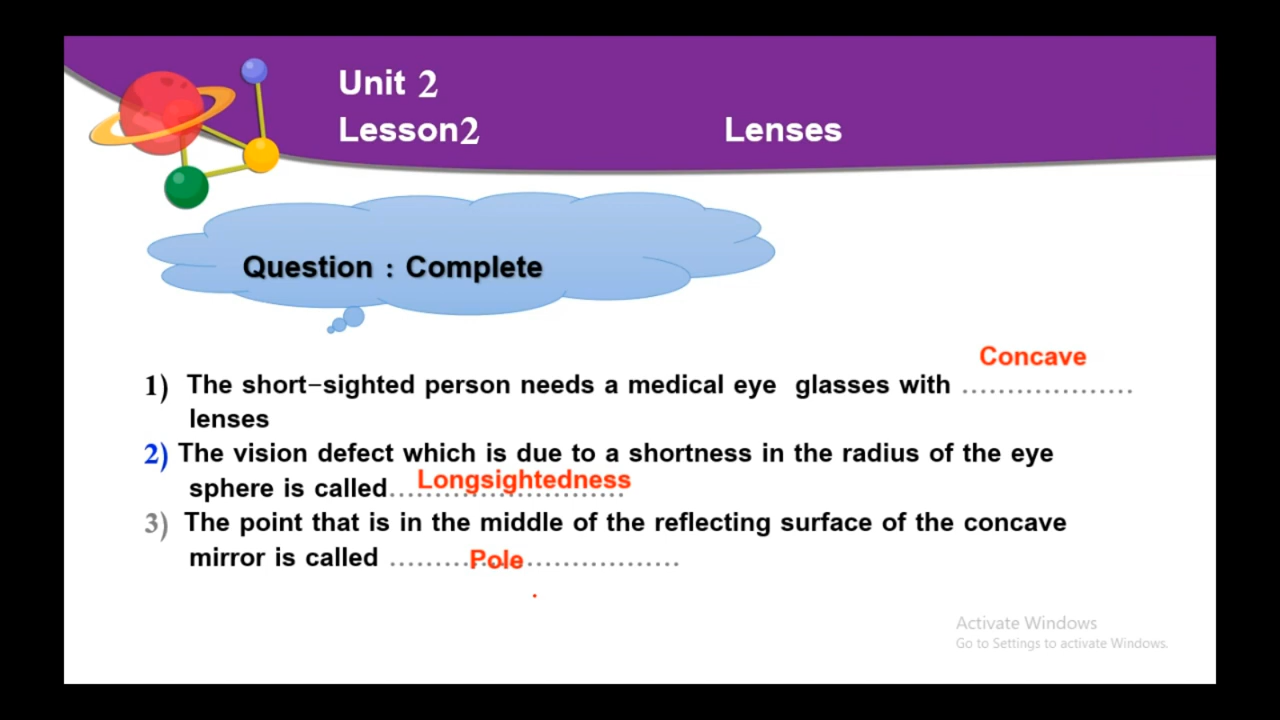 Unit 2
Lesson2 Lenses
Question : Complete
Concave
1) The short-sighted person needs a medical eye glasses with ...................
lenses
2) The vision defect which is due to a shortness in the radius of the eye
sphere is called.......................... Longsightedness
3) The point that is in the middle of the reflecting surface of the concave
mirror is called ......... Pole .................
Activate Windows
Go to Settings to activate Windows.